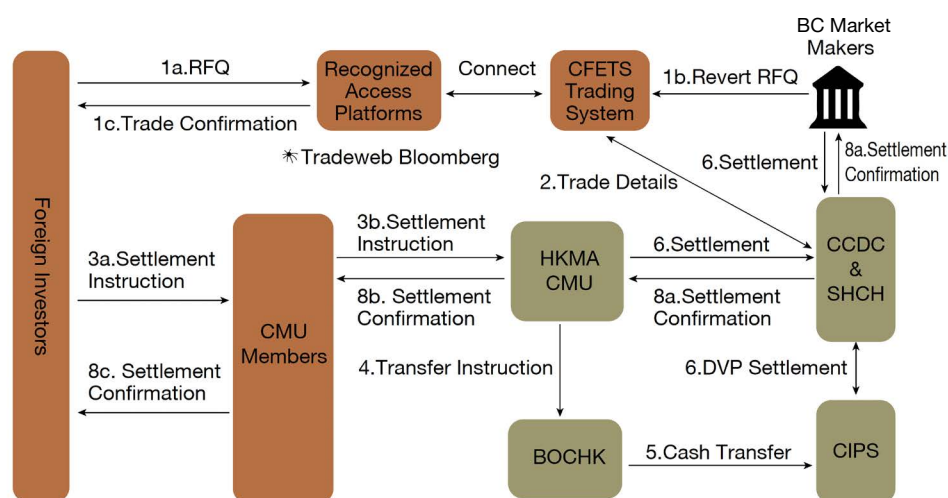 BC Market
Makers
1a.RFQ
Recognized
Access
Platforms
Connect
CFETS
Trading
System
1b.Revert RFQ
1c.Trade Confirmation
✳Tradeweb Bloomberg
2.Trade Details
6.Settlement
8a.Settlement
Confirmation
Foreign Investors
3a.Settlement
Instruction
CMU
Members
3b.Settlement
Instruction
HKMA
CMU
6.Settlement
CCDC
&
SHCH
8b. Settlement
Confirmation
8a.Settlement
Confirmation
8c. Settlement
Confirmation
4.Transfer Instruction
6.DVP Settlement
BOCHK
5.Cash Transfer
CIPS